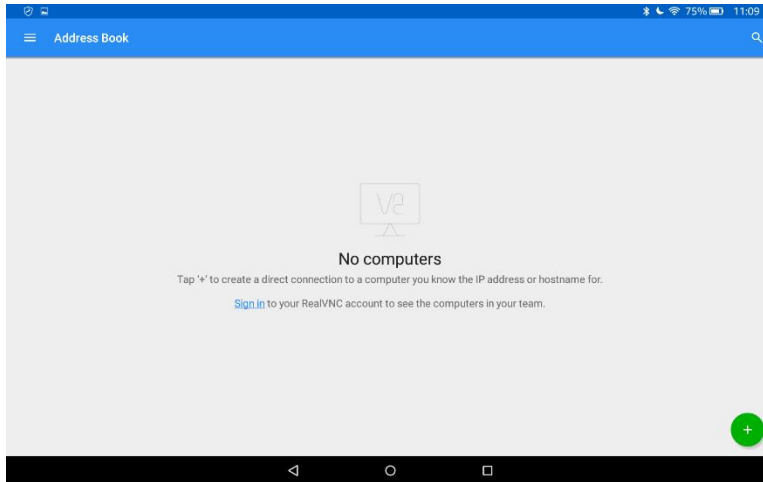 75% 11:09
Address Book
V2
No computers
Tap '+' to create a direct connection to a computer you know the IP address or hostname for.
Sign in to your RealVNC account to see the computers in your team.
+